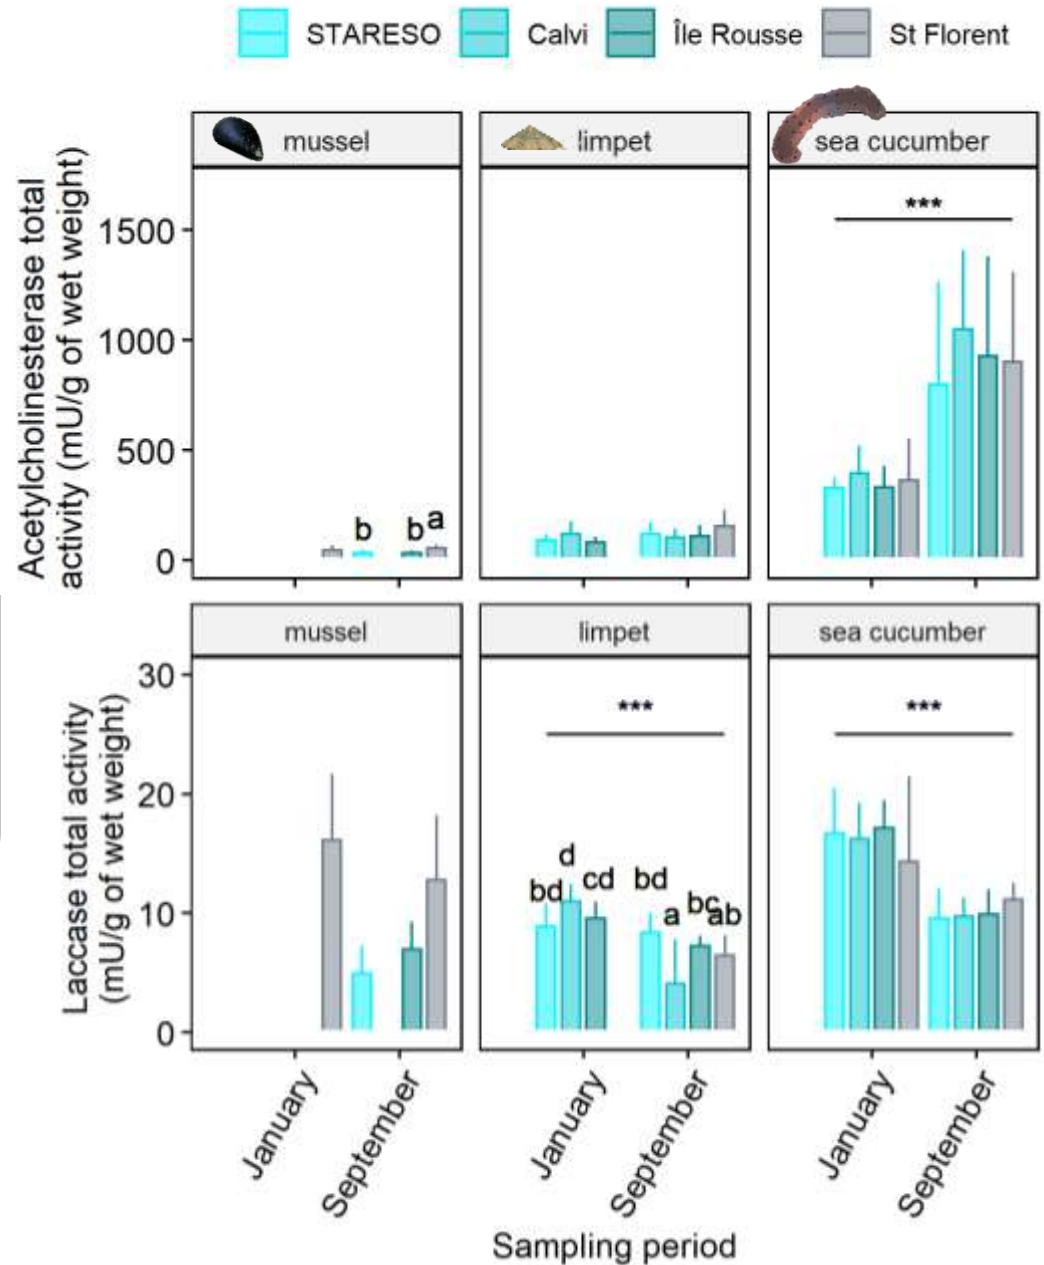 STARESO Calvi Île Rousse St Florent
mussel limpet sea cucumber
Acetylcholinesterase total
activity (mU/g of wet weight)
1500
1000
500
0
b b a
***
mussel limpet sea cucumber
Laccase total activity
(mU/g of wet weight)
30
20
10
0
*** ***
bd d cd bd a bc ab
January September January September January September
Sampling period